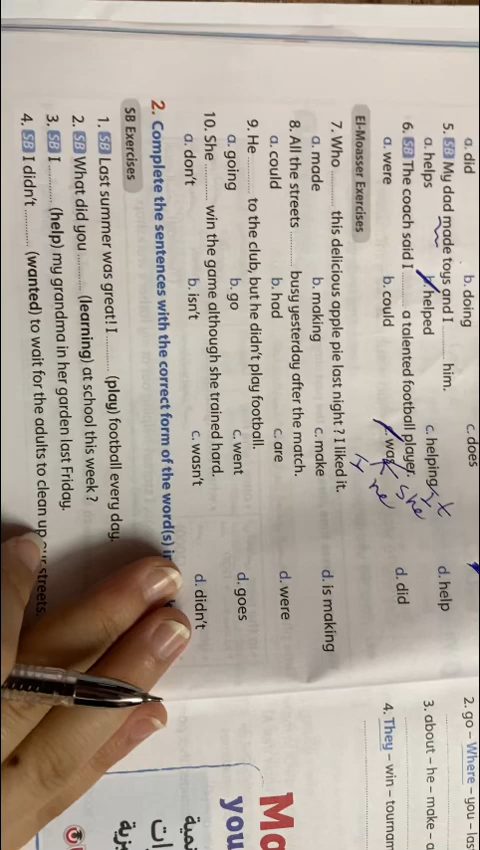 a. did b. doing c. does
5. SB My dad made toys and I .......... him.
a. helps b. helped c. helping d. help
6. SB The coach said I .......... a talented football player.
a. were b. could c. was d. did
she
he
El-Moasser Exercises
7. Who .......... this delicious apple pie last night? I liked it.
a. made b. making c. make d. is making
8. All the streets .......... busy yesterday after the match.
a. could b. had c. are d. were
9. He .......... to the club, but he didn't play football.
a. going b. go c. went d. goes
10. She .......... win the game although she trained hard.
a. don't b. isn't c. wasn't d. didn't
2. Complete the sentences with the correct form of the word(s)
SB Exercises
1. SB Last summer was great! I .......... (play) football every day.
2. SB What did you .......... (learning) at school this week?
3. SB I .......... (help) my grandma in her garden last Friday.
4. SB I didn't .......... (wanted) to wait for the adults to clean up our streets.
2. go – Where – you –
3. about – he – make –
4. They – win –
you